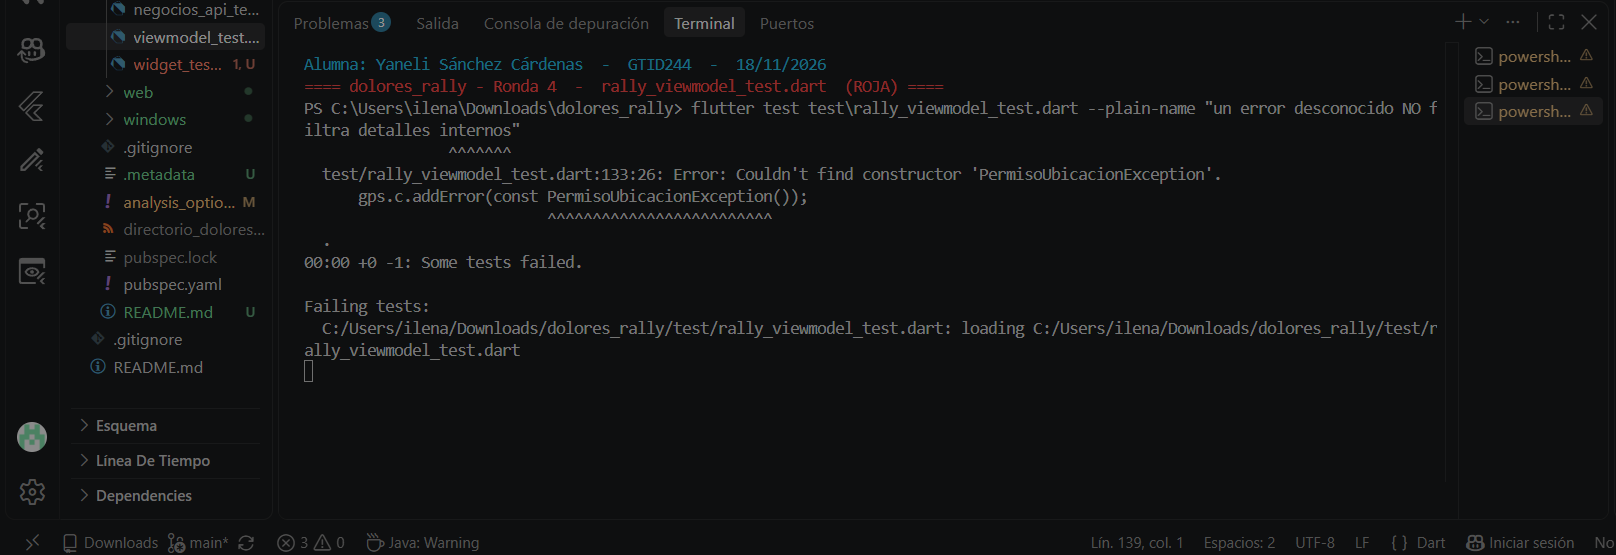 negocios_api_te...
viewmodel_test....
widget_tes... 1, U
web
windows
.gitignore
.metadata U
analysis_optio... M
directorio_dolores...
pubspec.lock
pubspec.yaml
README.md U
.gitignore
README.md
Esquema
Línea De Tiempo
Dependencies
Problemas 3 Salida Consola de depuración Terminal Puertos
Alumna: Yaneli Sánchez Cárdenas - GTID244 - 18/11/2026
==== dolores_rally - Ronda 4 - rally_viewmodel_test.dart (ROJA) ====
PS C:\Users\ilena\Downloads\dolores_rally> flutter test test\rally_viewmodel_test.dart --plain-name "un error desconocido NO f
iltra detalles internos"
^^^^^^^
test/rally_viewmodel_test.dart:133:26: Error: Couldn't find constructor 'PermisoUbicacionException'.
gps.c.addError(const PermisoUbicacionException());
^^^^^^^^^^^^^^^^^^^^^^^^^
.
00:00 +0 -1: Some tests failed.
Failing tests:
C:/Users/ilena/Downloads/dolores_rally/test/rally_viewmodel_test.dart: loading C:/Users/ilena/Downloads/dolores_rally/test/r
ally_viewmodel_test.dart
powersh...
powersh...
powersh...
Downloads main* 3 0 Java: Warning Lín. 139, col. 1 Espacios: 2 UTF-8 LF { } Dart Iniciar sesión No